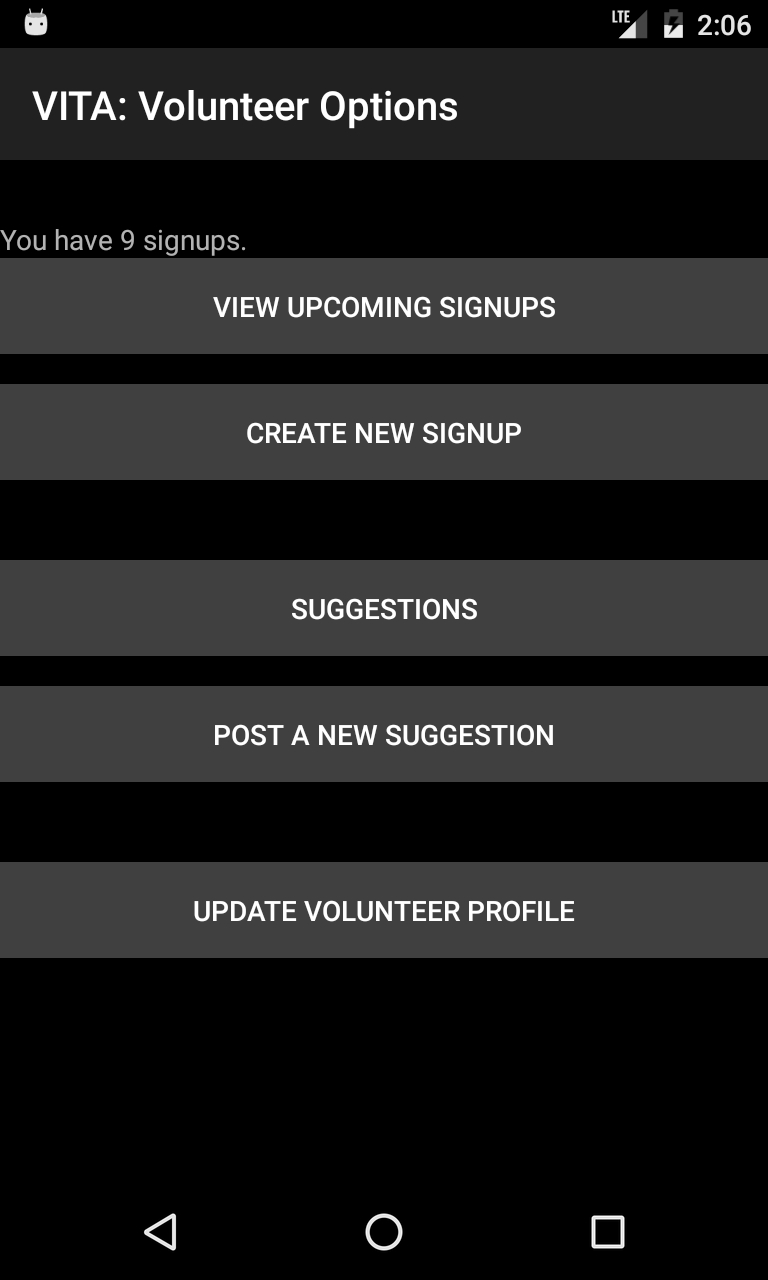 LTE 2:06
VITA: Volunteer Options
You have 9 signups.
VIEW UPCOMING SIGNUPS
CREATE NEW SIGNUP
SUGGESTIONS
POST A NEW SUGGESTION
UPDATE VOLUNTEER PROFILE